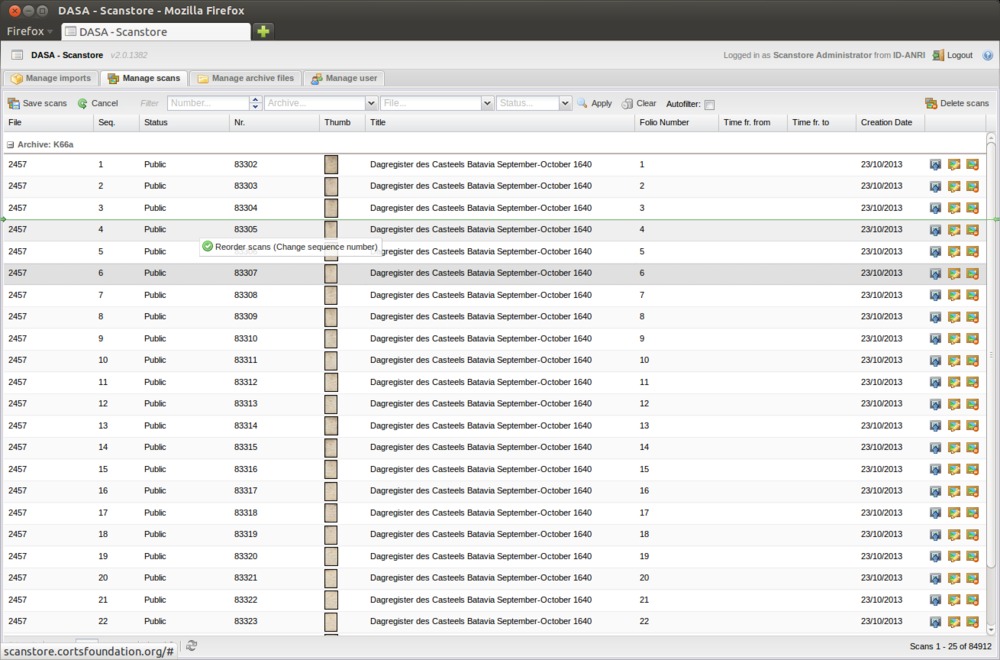 DASA - Scanstore - Mozilla Firefox
Firefox DASA - Scanstore
DASA - Scanstore v2.0.1382 Logged in as Scanstore Administrator from ID-ANRI Logout
Manage imports Manage scans Manage archive files Manage user
Save scans Cancel Filter Number... Archive... File... Status... Apply Clear Autofilter: Delete scans
File Seq. Status Nr. Thumb Title Folio Number Time fr. from Time fr. to Creation Date
Archive: K66a
2457 1 Public 83302 Dagregister des Casteels Batavia September-October 1640 1 23/10/2013
2457 2 Public 83303 Dagregister des Casteels Batavia September-October 1640 2 23/10/2013
2457 3 Public 83304 Dagregister des Casteels Batavia September-October 1640 3 23/10/2013
2457 4 Public 83305 Dagregister des Casteels Batavia September-October 1640 4 23/10/2013
Reorder scans (Change sequence number)
2457 5 Public des Casteels Batavia September-October 1640 5 23/10/2013
2457 6 Public 83307 Dagregister des Casteels Batavia September-October 1640 6 23/10/2013
2457 7 Public 83308 Dagregister des Casteels Batavia September-October 1640 7 23/10/2013
2457 8 Public 83309 Dagregister des Casteels Batavia September-October 1640 8 23/10/2013
2457 9 Public 83310 Dagregister des Casteels Batavia September-October 1640 9 23/10/2013
2457 10 Public 83311 Dagregister des Casteels Batavia September-October 1640 10 23/10/2013
2457 11 Public 83312 Dagregister des Casteels Batavia September-October 1640 11 23/10/2013
2457 12 Public 83313 Dagregister des Casteels Batavia September-October 1640 12 23/10/2013
2457 13 Public 83314 Dagregister des Casteels Batavia September-October 1640 13 23/10/2013
2457 14 Public 83315 Dagregister des Casteels Batavia September-October 1640 14 23/10/2013
2457 15 Public 83316 Dagregister des Casteels Batavia September-October 1640 15 23/10/2013
2457 16 Public 83317 Dagregister des Casteels Batavia September-October 1640 16 23/10/2013
2457 17 Public 83318 Dagregister des Casteels Batavia September-October 1640 17 23/10/2013
2457 18 Public 83319 Dagregister des Casteels Batavia September-October 1640 18 23/10/2013
2457 19 Public 83320 Dagregister des Casteels Batavia September-October 1640 19 23/10/2013
2457 20 Public 83321 Dagregister des Casteels Batavia September-October 1640 20 23/10/2013
2457 21 Public 83322 Dagregister des Casteels Batavia September-October 1640 21 23/10/2013
2457 22 Public 83323 Dagregister des Casteels Batavia September-October 1640 22 23/10/2013
scanstore.cortsfoundation.org/# Scans 1 - 25 of 84912